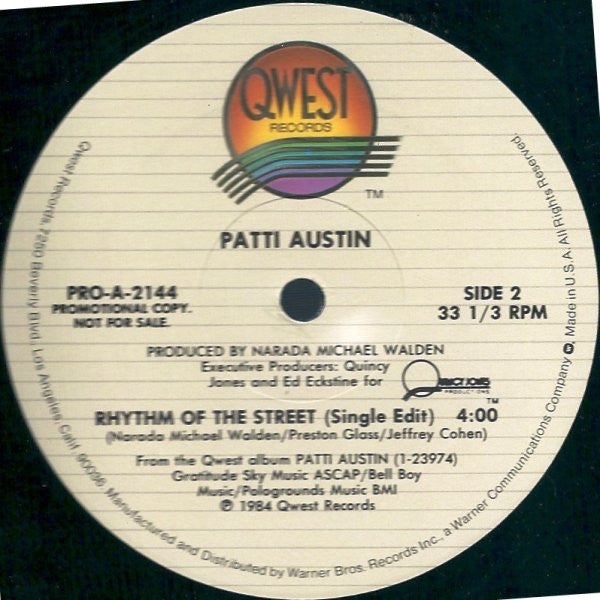 QWEST
RECORDS
TM
PATTI AUSTIN
PRO-A-2144
PROMOTIONAL COPY.
NOT FOR SALE.
SIDE 2
33 1/3 RPM
PRODUCED BY NARADA MICHAEL WALDEN
Executive Producers: Quincy
Jones and Ed Eckstine for
QUINCY JONES
PRODUCTIONS
TM
RHYTHM OF THE STREET (Single Edit) 4:00
(Narada Michael Walden/Preston Glass/Jeffrey Cohen)
From the Qwest album PATTI AUSTIN (1-23974)
Gratitude Sky Music ASCAP/Bell Boy
Music/Pologrounds Music BMI
℗ 1984 Qwest Records
Qwest Records, 7250 Beverly Blvd. Los Angeles Calif. 90036. Manufactured and Distributed by Warner Bros. Records Inc., a Warner Communications Company ℗, Made in U.S.A. All Rights Reserved.